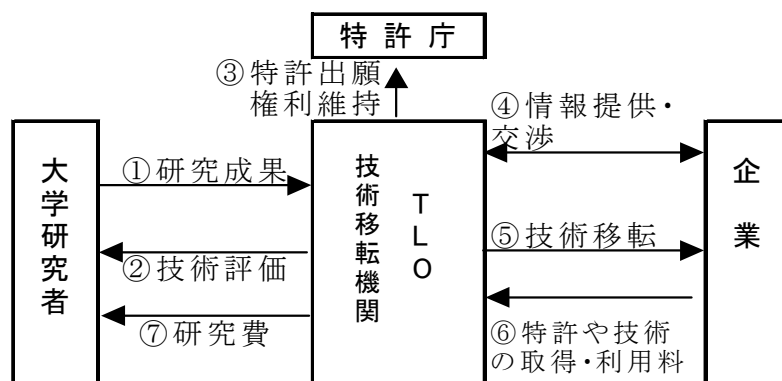 特許庁
③特許出願
権利維持
④情報提供・
交渉
大学研究者
①研究成果
技術移転機関
TLO
企業
②技術評価
⑤技術移転
⑦研究費
⑥特許や技術
の取得・利用料